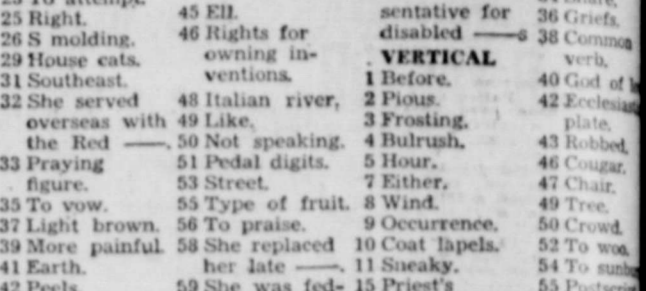 25 Right.
26 S molding.
29 House cats.
31 Southeast.
32 She served
overseas with
the Red ——.
33 Praying
figure.
35 To vow.
37 Light brown.
39 More painful.
41 Earth.
42 Peels.
45 Ell.
46 Rights for
owning in-
ventions.
48 Italian river.
49 Like.
50 Not speaking.
51 Pedal digits.
53 Street.
55 Type of fruit.
56 To praise.
58 She replaced
her late ——.
59 She was fed-
sentative for
disabled ——s
VERTICAL
1 Before.
2 Pious.
3 Frosting.
4 Bulrush.
5 Hour.
7 Either.
8 Wind.
9 Occurrence.
10 Coat lapels.
11 Sneaky.
15 Priest's
36 Griefs.
38 Common
verb.
40 God of
42
plate.
43 Robbed.
46 Cougar.
47 Chair.
49 Tree.
50 Crowd.
52 To woo.
54 To
55